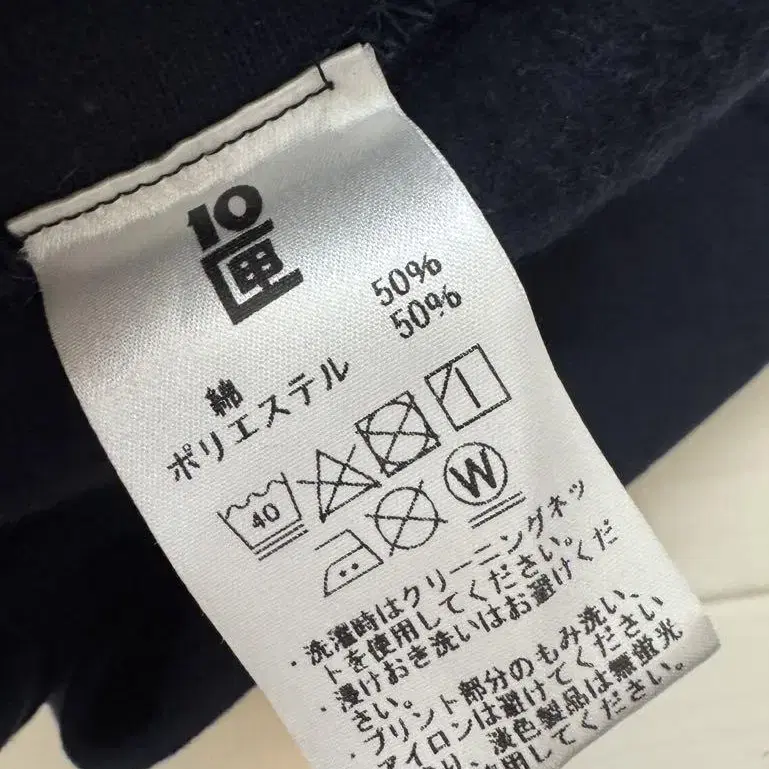 10匣
綿 50%
ポリエステル 50%
40
W
・洗濯時はクリーニングネッ
トを使用してください。
・浸けおき洗いはお避けくだ
さい。
・プリント部分のもみ洗い、
アイロンは避けてください
り、淡色製品は無蛍光
ください。